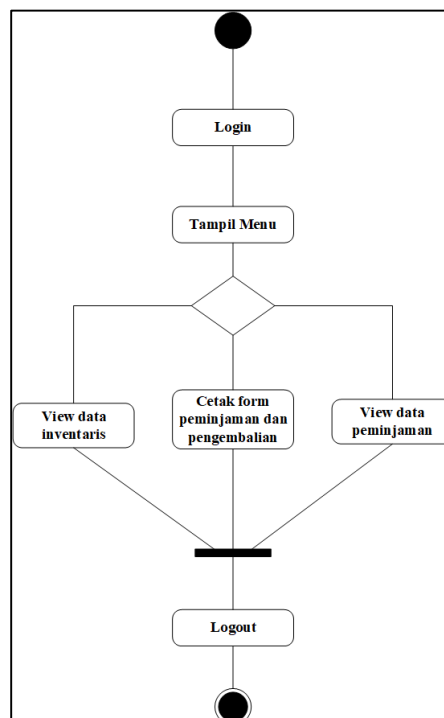 Login
Tampil Menu
View data
inventaris
Cetak form
peminjaman dan
pengembalian
View data
peminjaman
Logout